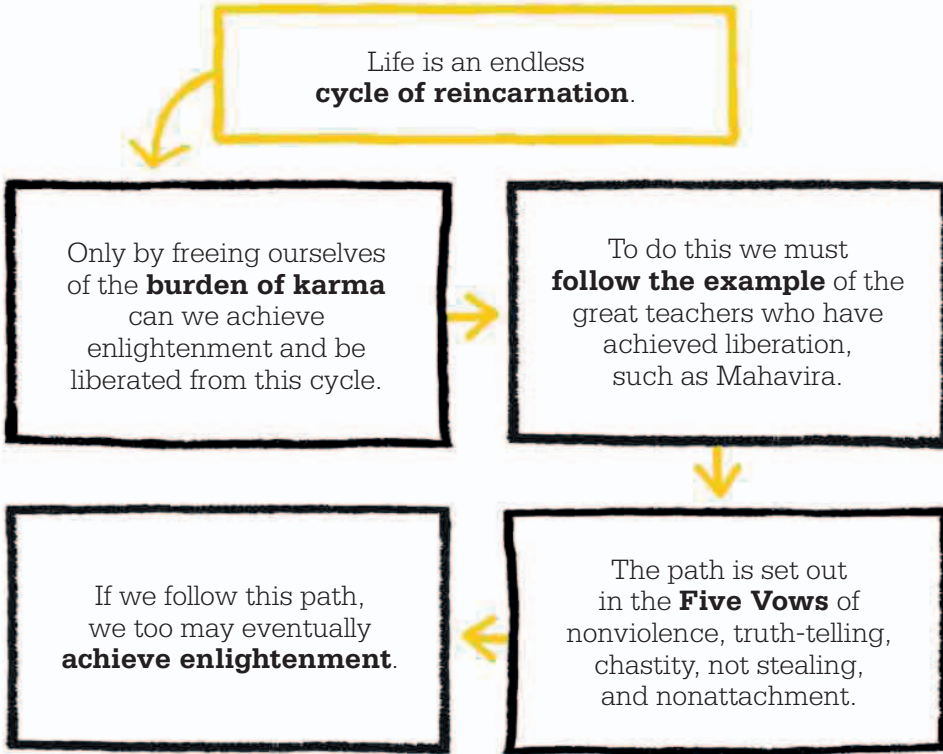 Life is an endless
cycle of reincarnation.
Only by freeing ourselves
of the burden of karma
can we achieve
enlightenment and be
liberated from this cycle.
To do this we must
follow the example of the
great teachers who have
achieved liberation,
such as Mahavira.
The path is set out
in the Five Vows of
nonviolence, truth-telling,
chastity, not stealing,
and nonattachment.
If we follow this path,
we too may eventually
achieve enlightenment.